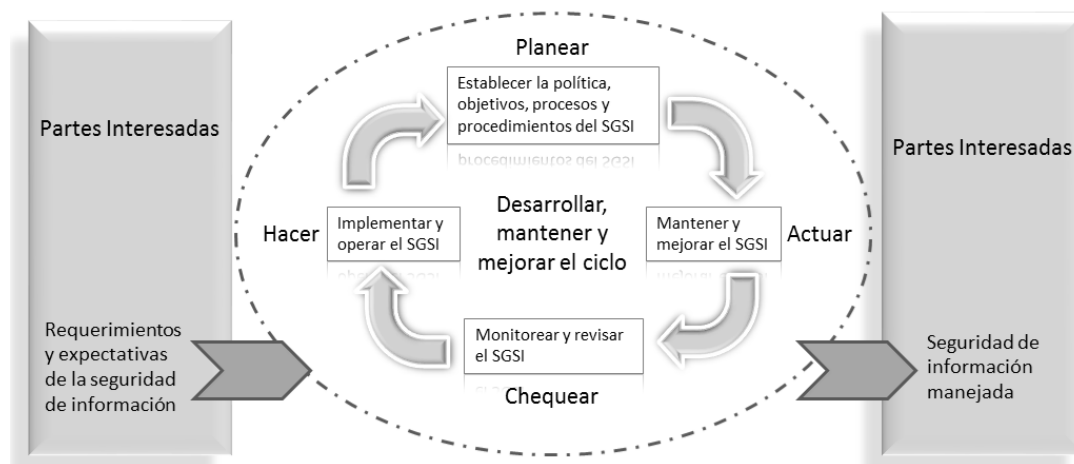 Partes Interesadas
Requerimientos
y expectativas
de la seguridad
de información
Planear
Establecer la política,
objetivos, procesos y
procedimientos del SGSI
Hacer
Implementar y
operar el SGSI
Desarrollar,
mantener y
mejorar el ciclo
Mantener y
mejorar el SGSI
Actuar
Monitorear y revisar
el SGSI
Chequear
Partes Interesadas
Seguridad de
información
manejada